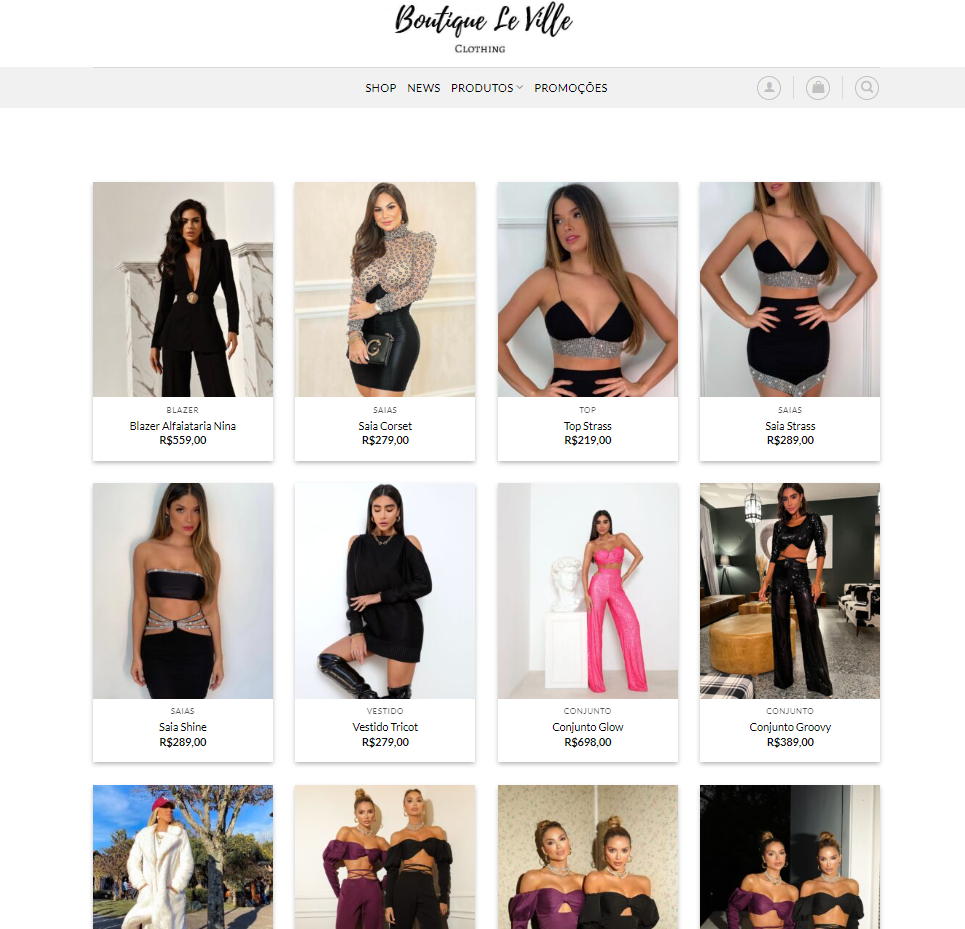 Boutique Le Ville
Clothing
SHOP NEWS PRODUTOS PROMOÇÕES
BLAZER
Blazer Alfaiataria Nina
R$559,00
SAIAS
Saia Corset
R$279,00
TOP
Top Strass
R$219,00
SAIAS
Saia Strass
R$289,00
SAIAS
Saia Shine
R$289,00
VESTIDO
Vestido Tricot
R$279,00
CONJUNTO
Conjunto Glow
R$698,00
CONJUNTO
Conjunto Groovy
R$389,00